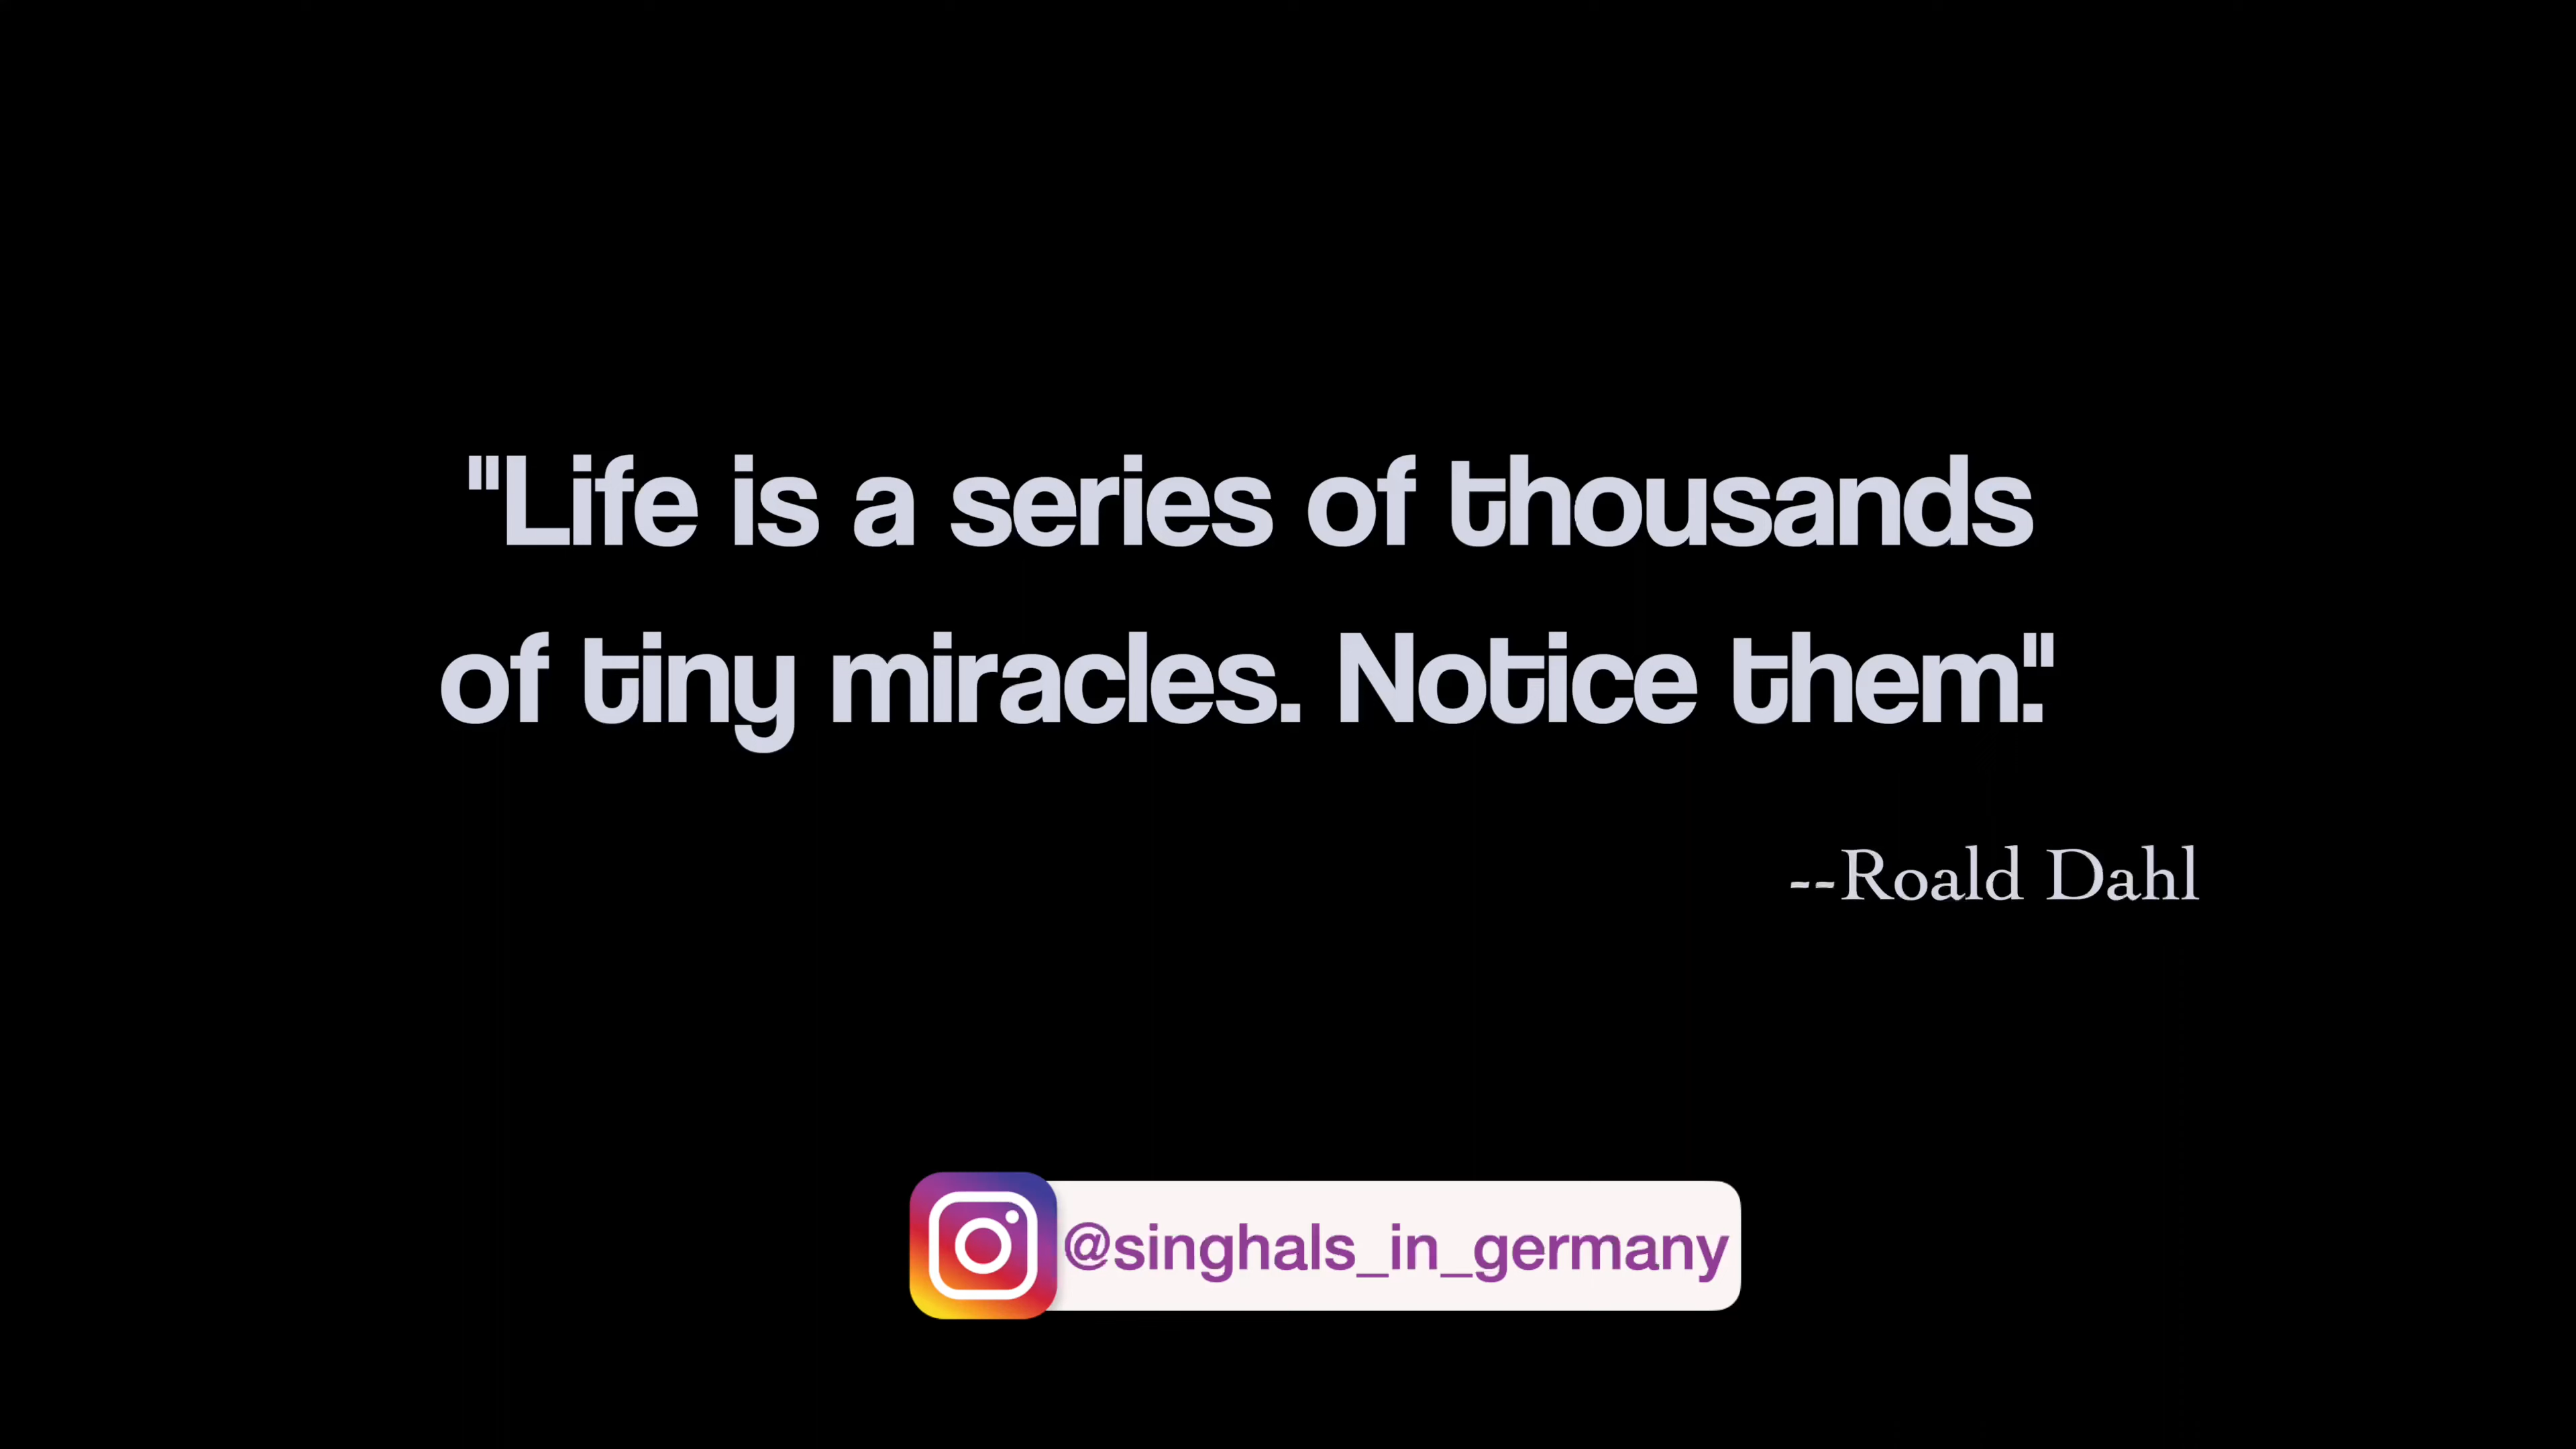 "Life is a series of thousands
of tiny miracles. Notice them."
--Roald Dahl
@singhals_in_germany